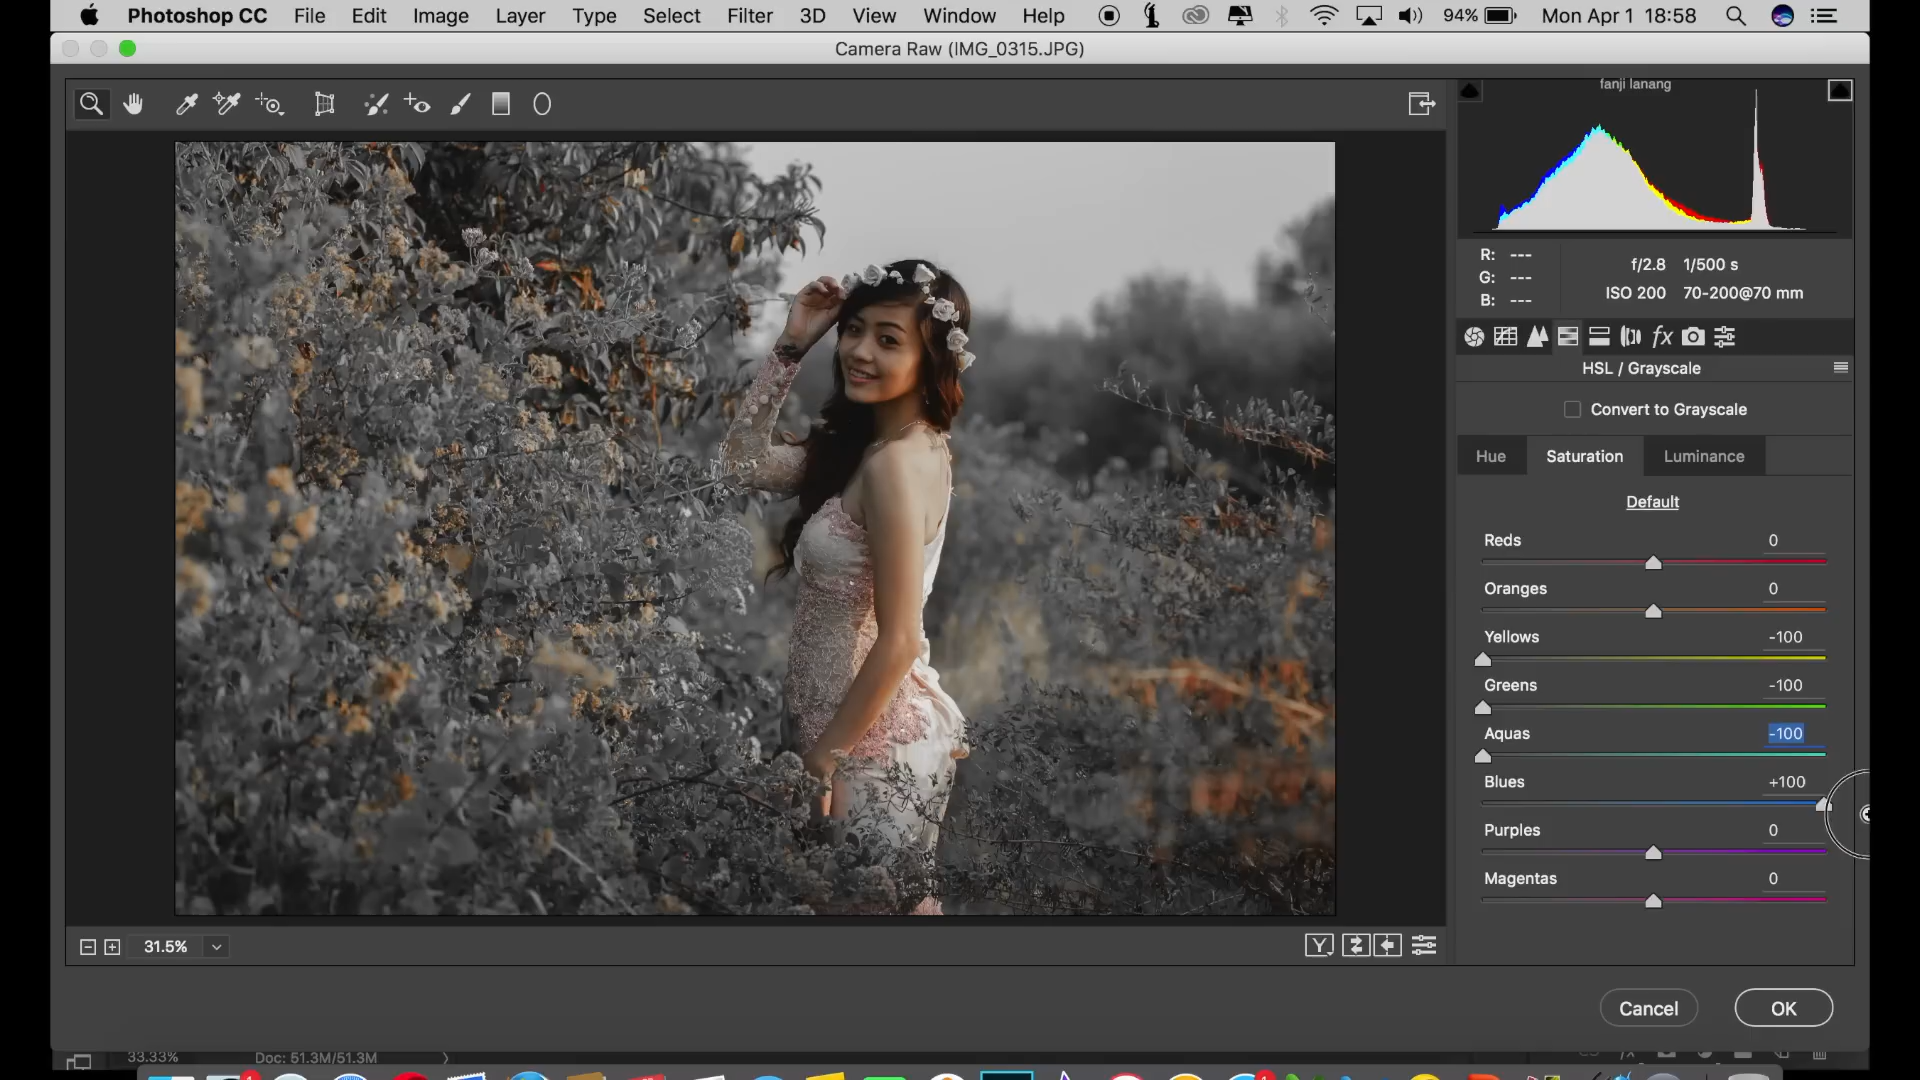 Photoshop CC File Edit Image Layer Type Select Filter 3D View Window Help 94% Mon Apr 1 18:58
Camera Raw (IMG_0315.JPG)
fanji lanang
R: ---
G: ---
B: ---
f/2.8 1/500 s
ISO 200 70-200@70 mm
fx
HSL / Grayscale
Convert to Grayscale
Hue Saturation Luminance
Default
Reds 0
Oranges 0
Yellows -100
Greens -100
Aquas -100
Blues +100
Purples 0
Magentas 0
31.5%
Y
Cancel OK
33.33% Doc: 51.3M/51.3M